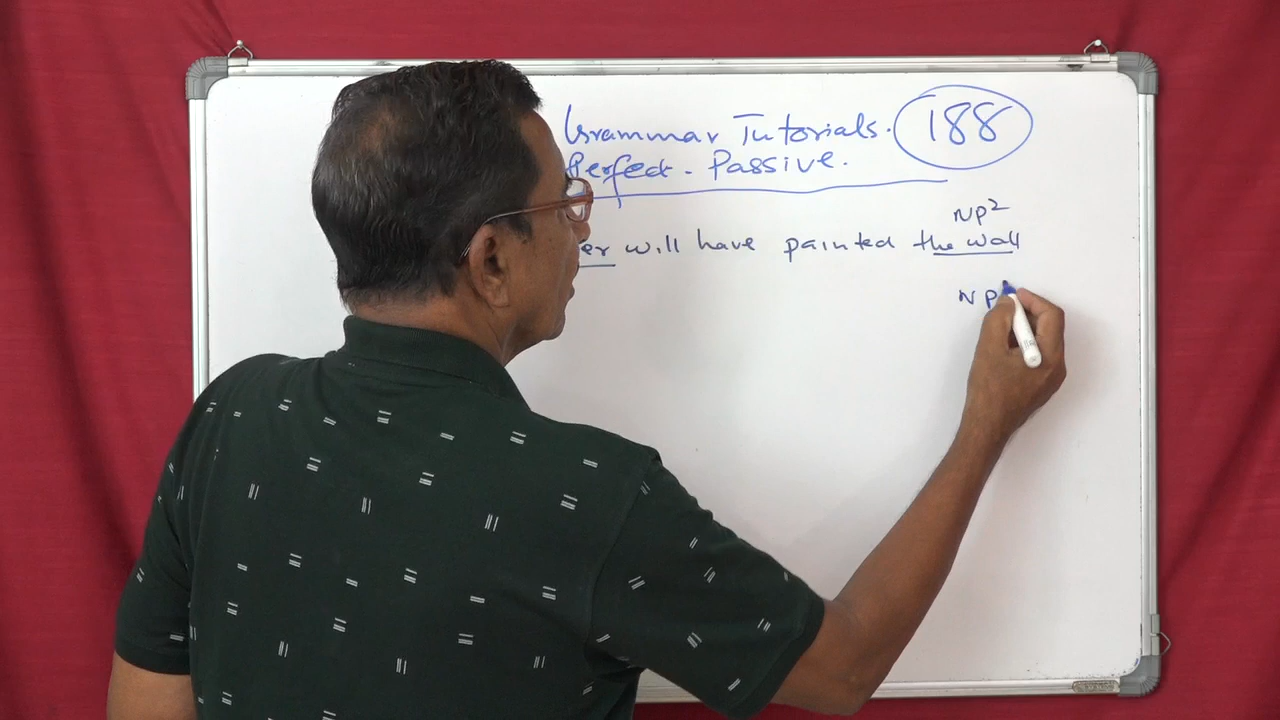 Grammar Tutorials. 188
Perfect - Passive.
NP2
er will have painted the wall
NP